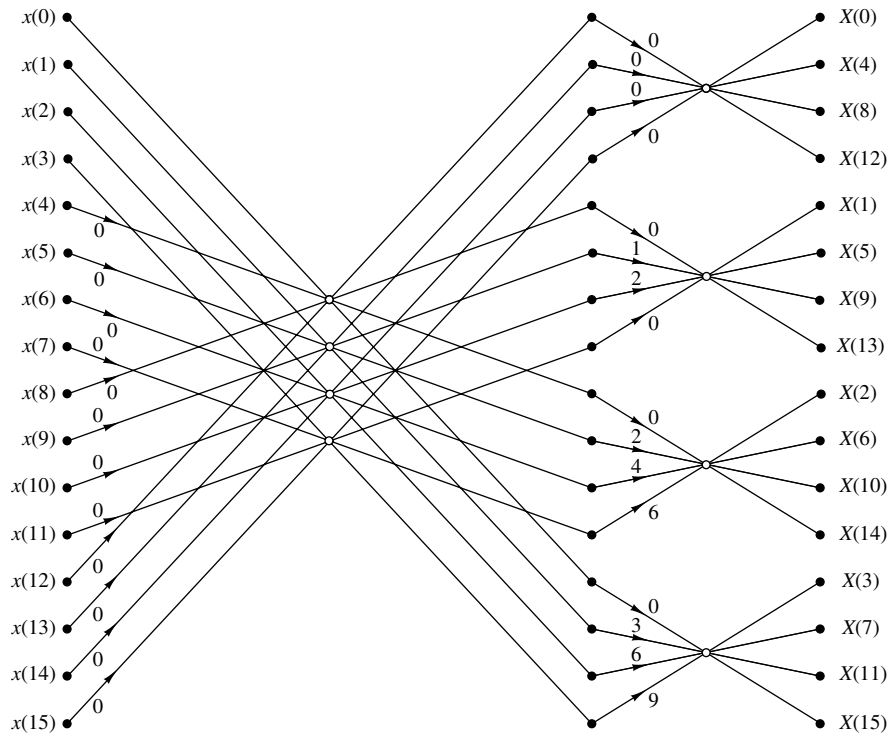 x(0) 0 X(0)
x(1) 0 X(4)
x(2) 0 X(8)
x(3) 0 X(12)
x(4) X(1)
0 0
x(5) 1 X(5)
0 2
x(6) X(9)
0 0
x(7) 0 X(13)
x(8) 0 X(2)
0 0
x(9) 2 X(6)
0 4
x(10) X(10)
0 6
x(11) X(14)
0
x(12) X(3)
0 0
x(13) 3 X(7)
0 6
x(14) X(11)
0 9
x(15) X(15)